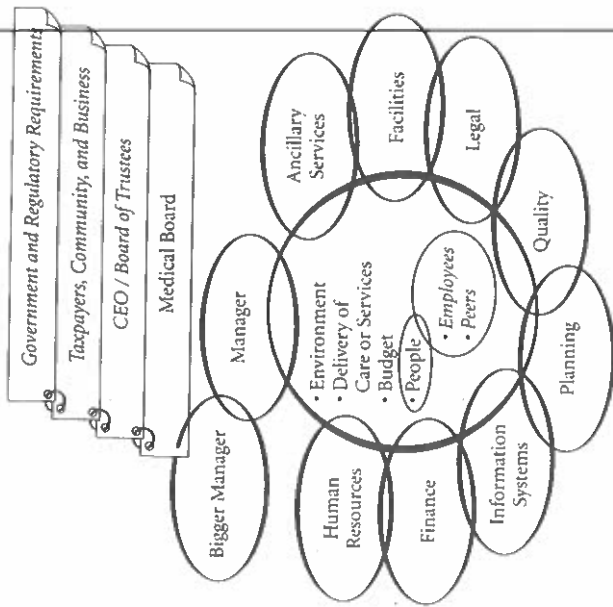 Government and Regulatory Requirements
Taxpayers, Community, and Business
CEO / Board of Trustees
Medical Board
Bigger Manager
Manager
Ancillary
Services
Facilities
Legal
Quality
Planning
Information
Systems
Finance
Human
Resources
• Environment
• Delivery of
Care or Services
• Budget
• People
• Employees
• Peers